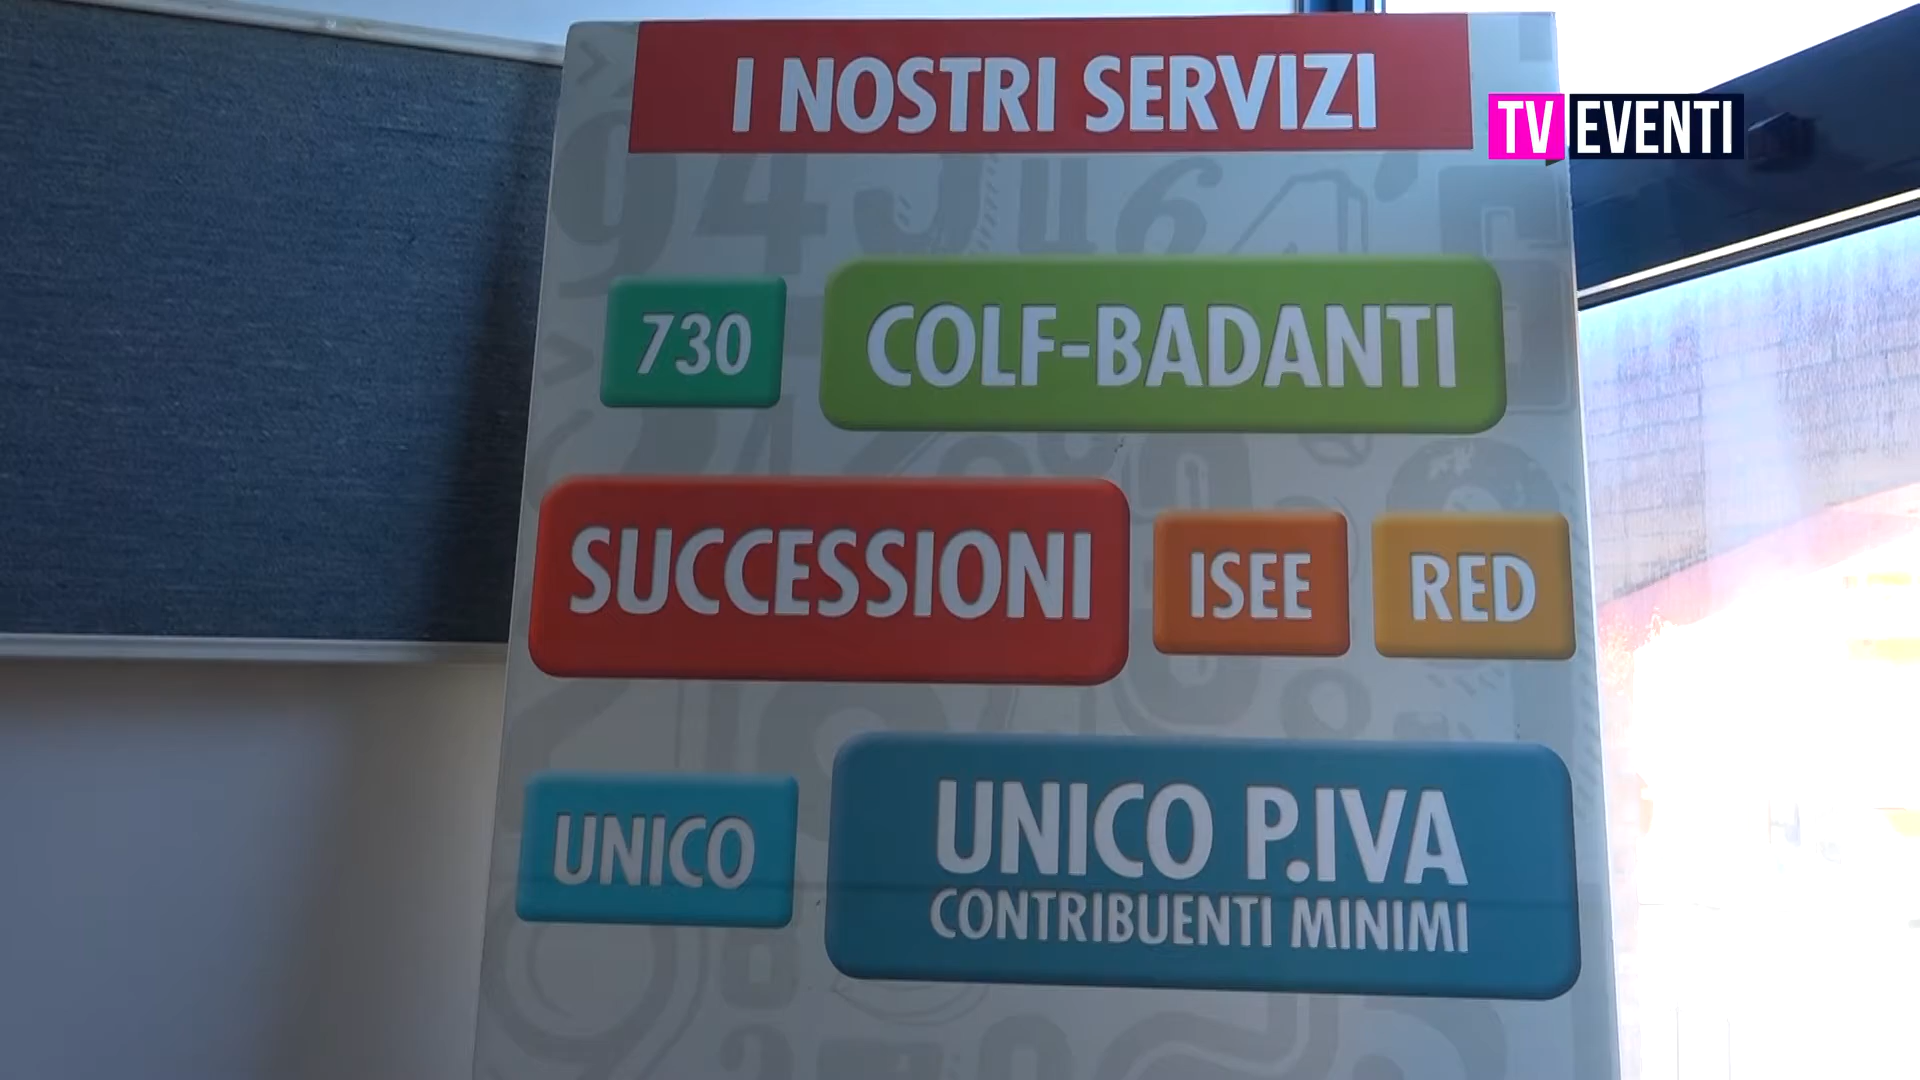 I NOSTRI SERVIZI
TV EVENTI
730
COLF-BADANTI
SUCCESSIONI
ISEE
RED
UNICO
UNICO P.IVA
CONTRIBUENTI MINIMI